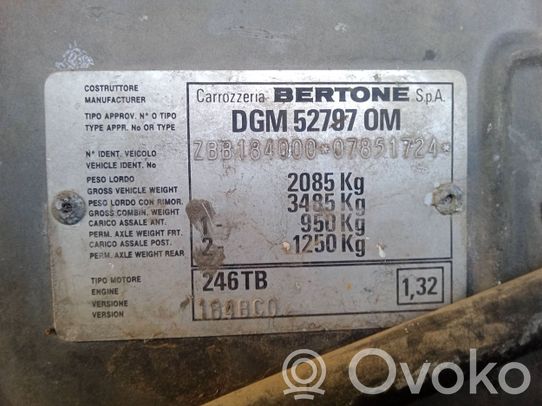 COSTRUTTORE
MANUFACTURER
Carrozzeria BERTONE S.p.A.
TIPO APPROV. N° O TIPO
TYPE APPR. No OR TYPE
DGM 52797 OM
N° IDENT. VEICOLO
VEHICLE IDENT. No
ZBB184000*07851724*
PESO LORDO
GROSS VEHICLE WEIGHT
2085 Kg
PESO LORDO CON RIMOR.
GROSS COMBIN. WEIGHT
3485 Kg
CARICO ASSALE ANT.
PERM. AXLE WEIGHT FRT.
1- 950 Kg
CARICO ASSALE POST.
PERM. AXLE WEIGHT REAR
2- 1250 Kg
TIPO MOTORE
ENGINE
246TB
VERSIONE
VERSION
184BC0
1,32
Ovoko